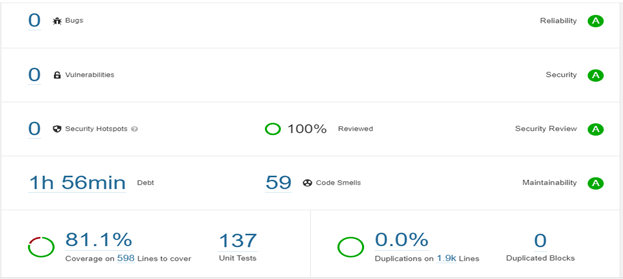 0 Bugs Reliability A
0 Vulnerabilities Security A
0 Security Hotspots ? 100% Reviewed Security Review A
1h 56min Debt 59 Code Smells Maintainability A
81.1% 137 0.0% 0
Coverage on 598 Lines to cover Unit Tests Duplications on 1.9k Lines Duplicated Blocks